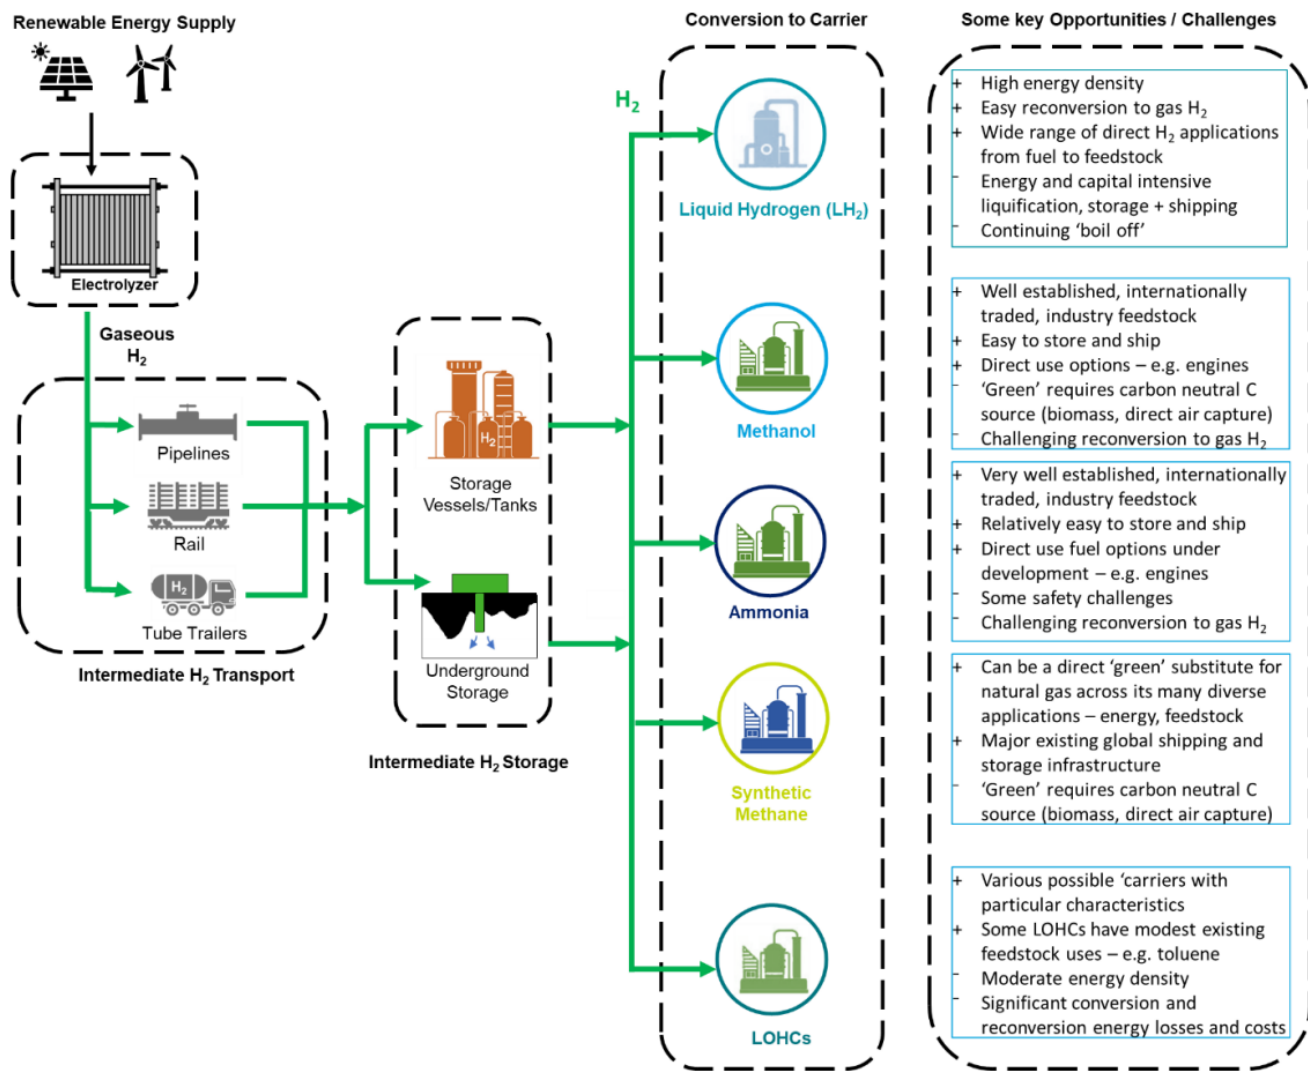 Renewable Energy Supply
Electrolyzer
Gaseous
H₂
Pipelines
Rail
H₂
Tube Trailers
Intermediate H₂ Transport
H₂
Storage
Vessels/Tanks
Underground
Storage
Intermediate H₂ Storage
Conversion to Carrier
H₂
Liquid Hydrogen (LH₂)
Methanol
Ammonia
Synthetic
Methane
LOHCs
Some key Opportunities / Challenges
+ High energy density
+ Easy reconversion to gas H₂
+ Wide range of direct H₂ applications
from fuel to feedstock
- Energy and capital intensive
liquification, storage + shipping
- Continuing ‘boil off’
+ Well established, internationally
traded, industry feedstock
+ Easy to store and ship
+ Direct use options – e.g. engines
- ‘Green’ requires carbon neutral C
source (biomass, direct air capture)
- Challenging reconversion to gas H₂
+ Very well established, internationally
traded, industry feedstock
+ Relatively easy to store and ship
+ Direct use fuel options under
development – e.g. engines
- Some safety challenges
- Challenging reconversion to gas H₂
+ Can be a direct ‘green’ substitute for
natural gas across its many diverse
applications – energy, feedstock
+ Major existing global shipping and
storage infrastructure
- ‘Green’ requires carbon neutral C
source (biomass, direct air capture)
+ Various possible ‘carriers with
particular characteristics
+ Some LOHCs have modest existing
feedstock uses – e.g. toluene
- Moderate energy density
- Significant conversion and
reconversion energy losses and costs